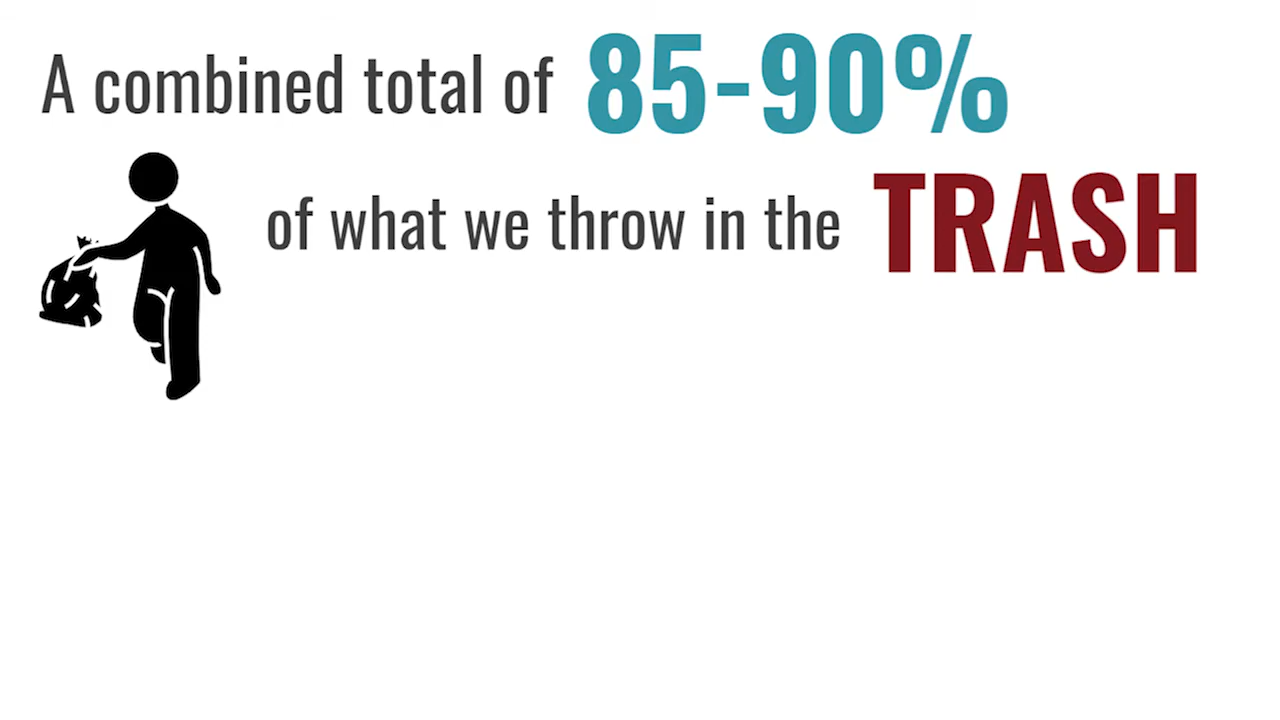 A combined total of 85-90%
of what we throw in the TRASH